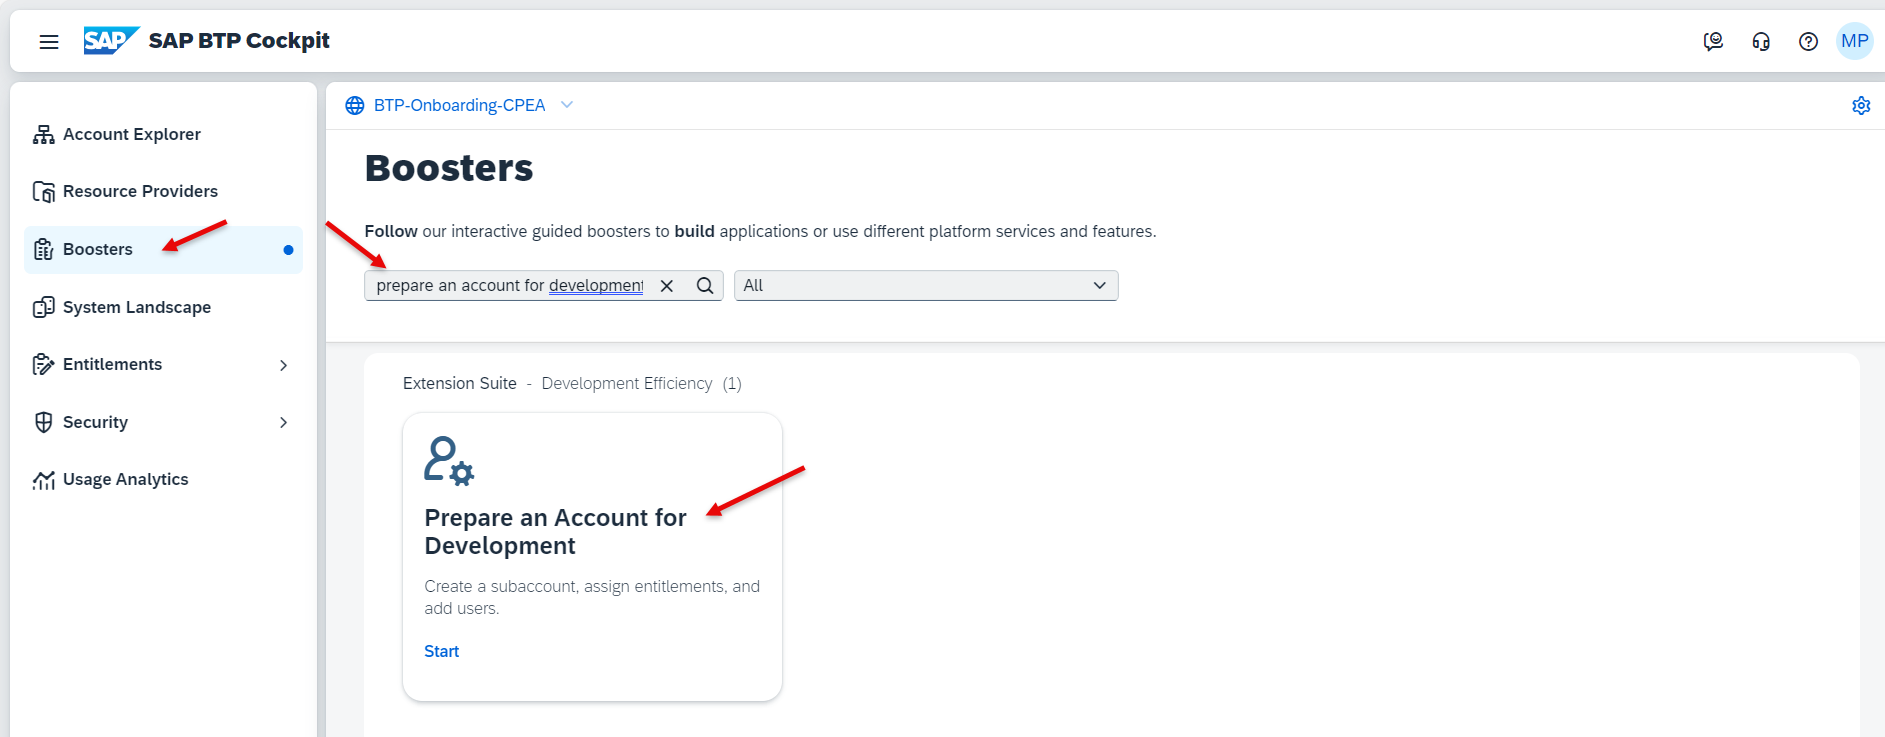 SAP SAP BTP Cockpit
MP
Account Explorer
Resource Providers
Boosters
System Landscape
Entitlements
Security
Usage Analytics
BTP-Onboarding-CPEA
Boosters
Follow our interactive guided boosters to build applications or use different platform services and features.
prepare an account for development
All
Extension Suite - Development Efficiency (1)
Prepare an Account for
Development
Create a subaccount, assign entitlements, and
add users.
Start